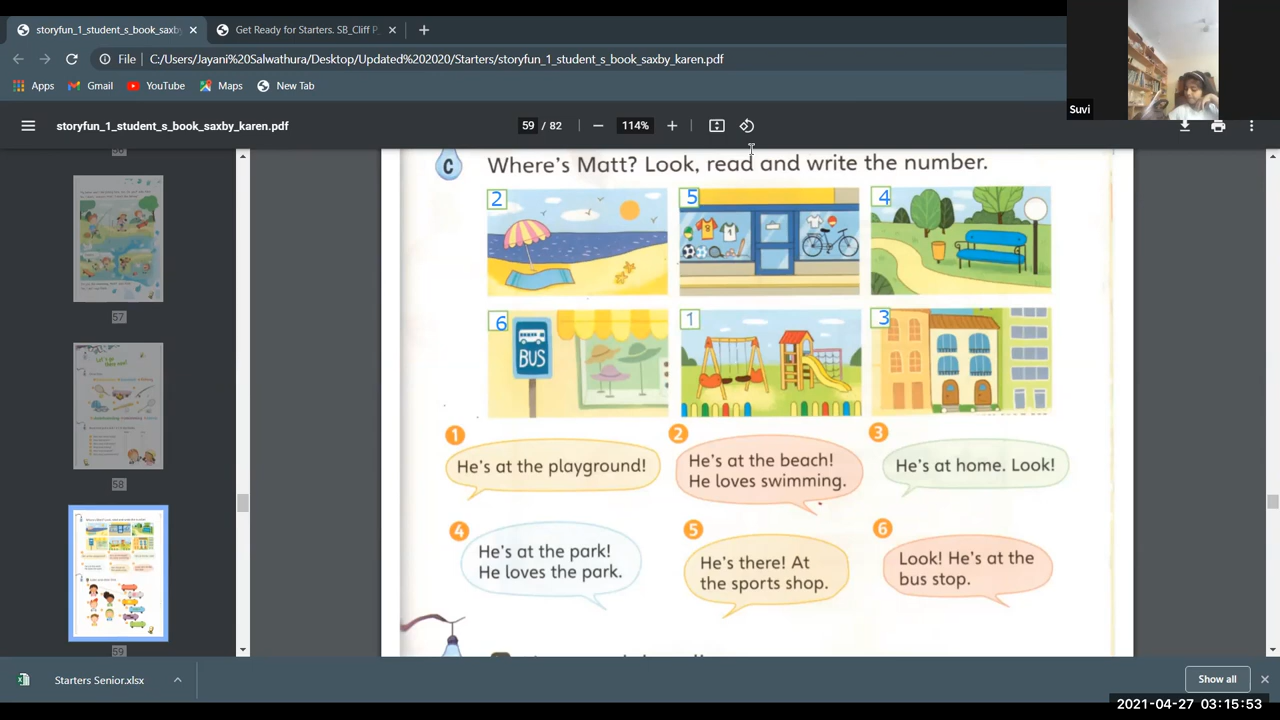 storyfun_1_student_s_book_saxby
Get Ready for Starters. SB_Cliff P
File
C:/Users/Jayani%20Salwathura/Desktop/Updated%202020/Starters/storyfun_1_student_s_book_saxby_karen.pdf
Apps
Gmail
YouTube
Maps
New Tab
Suvi
storyfun_1_student_s_book_saxby_karen.pdf
59 / 82
114%
57
58
59
C
Where's Matt? Look, read and write the number.
2
5
4
6
1
3
BUS
1
He's at the playground!
2
He's at the beach!
He loves swimming.
3
He's at home. Look!
4
He's at the park!
He loves the park.
5
He's there! At
the sports shop.
6
Look! He's at the
bus stop.
Starters Senior.xlsx
Show all
2021-04-27 03:15:53